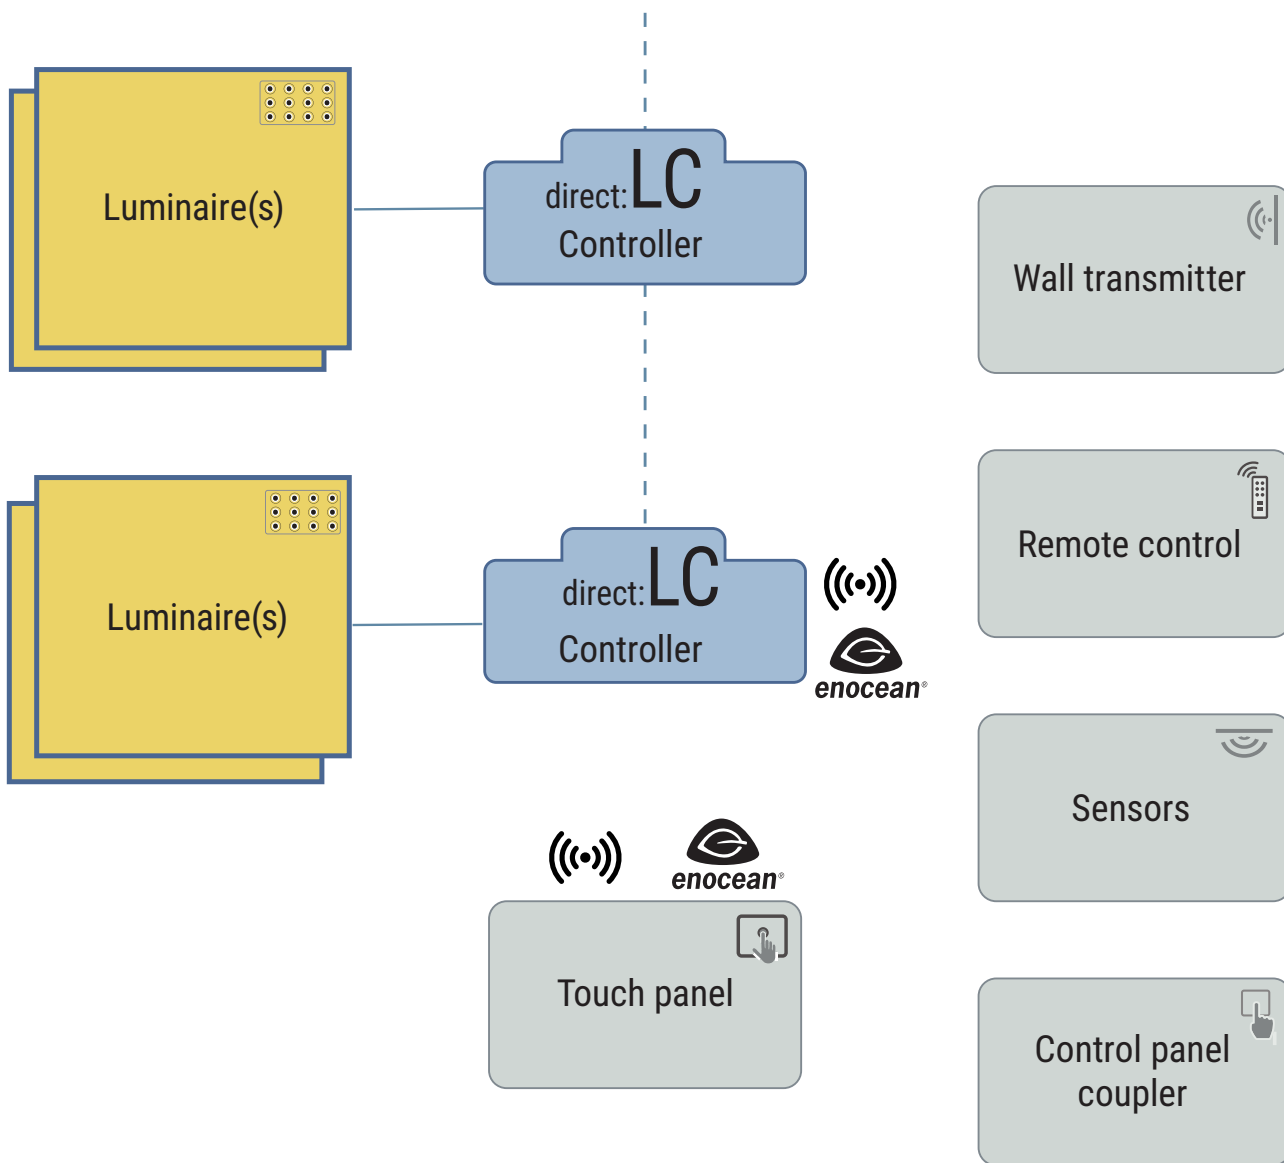 Luminaire(s)
direct:LC
Controller
Wall transmitter
Remote control
Luminaire(s)
direct:LC
Controller
enocean®
Sensors
enocean®
Touch panel
Control panel
coupler